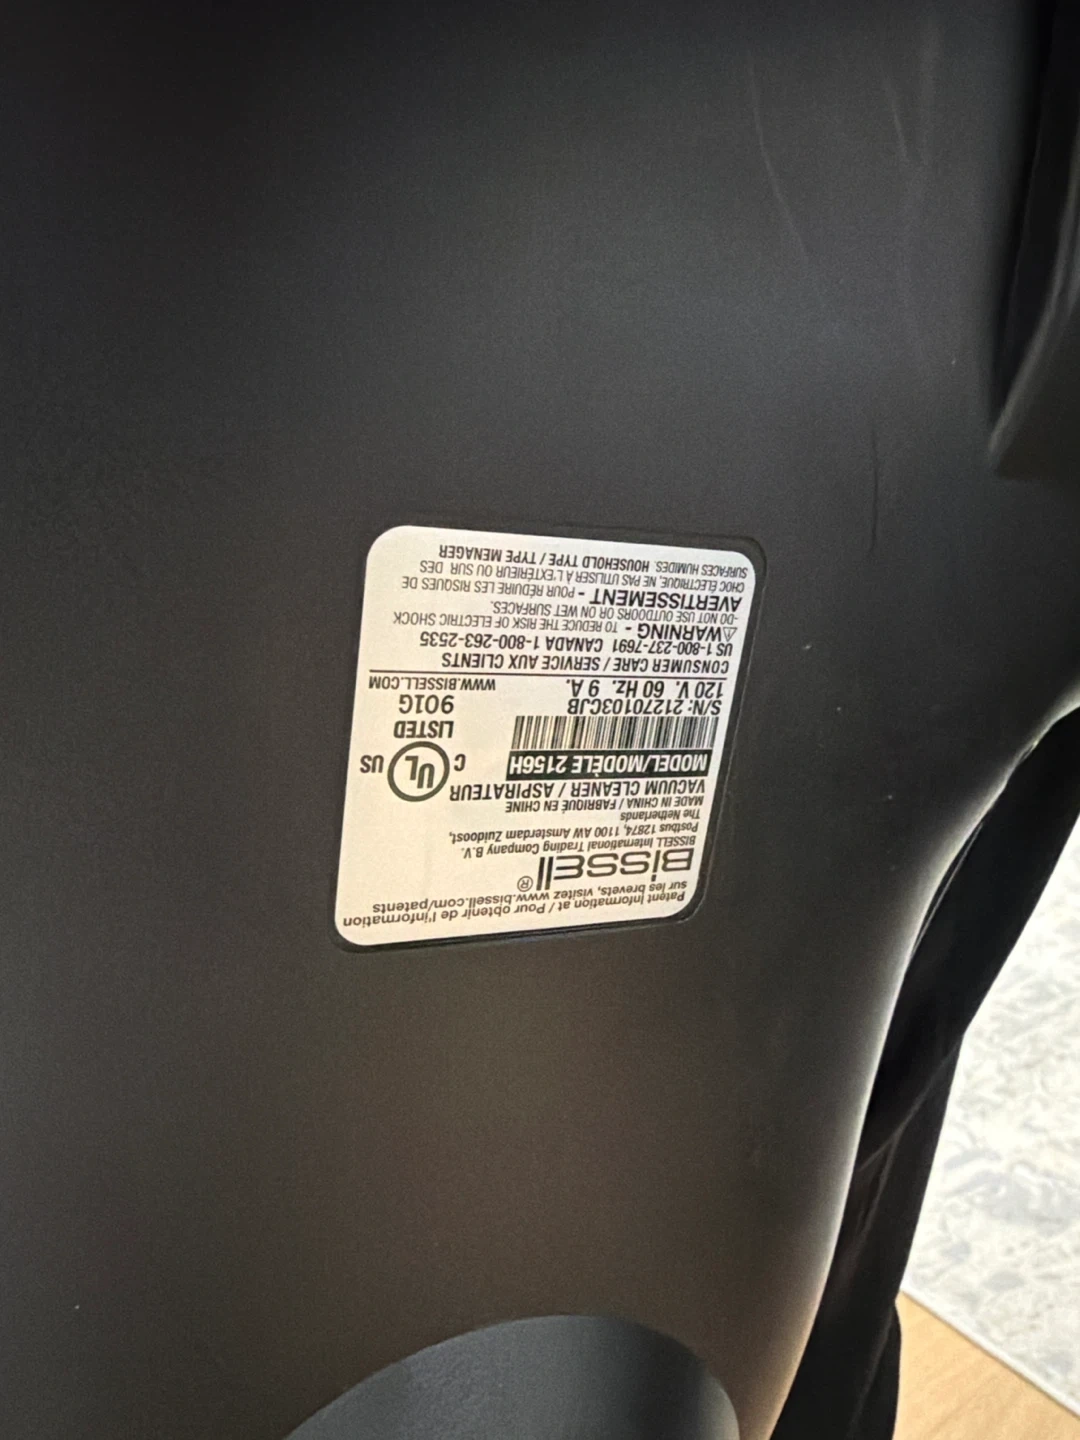 Patent Information at / Pour obtenir de l'information
sur les brevets, visitez www.bissell.com/patents
BISSELL®
BISSELL International Trading Company B.V.
Postbus 12874, 1100 AW Amsterdam Zuidoost,
The Netherlands
MADE IN CHINA / FABRIQUÉ EN CHINE
VACUUM CLEANER / ASPIRATEUR
MODEL/MODÈLE 2156H
C UL US
LISTED
901G
S/N: 21270103CJB
120 V. 60 Hz. 9 A.
WWW.BISSELL.COM
CONSUMER CARE / SERVICE AUX CLIENTS
US 1-800-237-7691 CANADA 1-800-263-2535
⚠WARNING - TO REDUCE THE RISK OF ELECTRIC SHOCK
-DO NOT USE OUTDOORS OR ON WET SURFACES.
AVERTISSEMENT - POUR RÉDUIRE LES RISQUES DE
CHOC ÉLECTRIQUE, NE PAS UTILISER À L'EXTÉRIEUR OU SUR DES
SURFACES HUMIDES. HOUSEHOLD TYPE / TYPE MENAGER